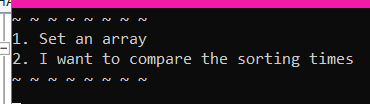 ~ ~ ~ ~ ~ ~ ~ ~
1. Set an array
2. I want to compare the sorting times
~ ~ ~ ~ ~ ~ ~ ~